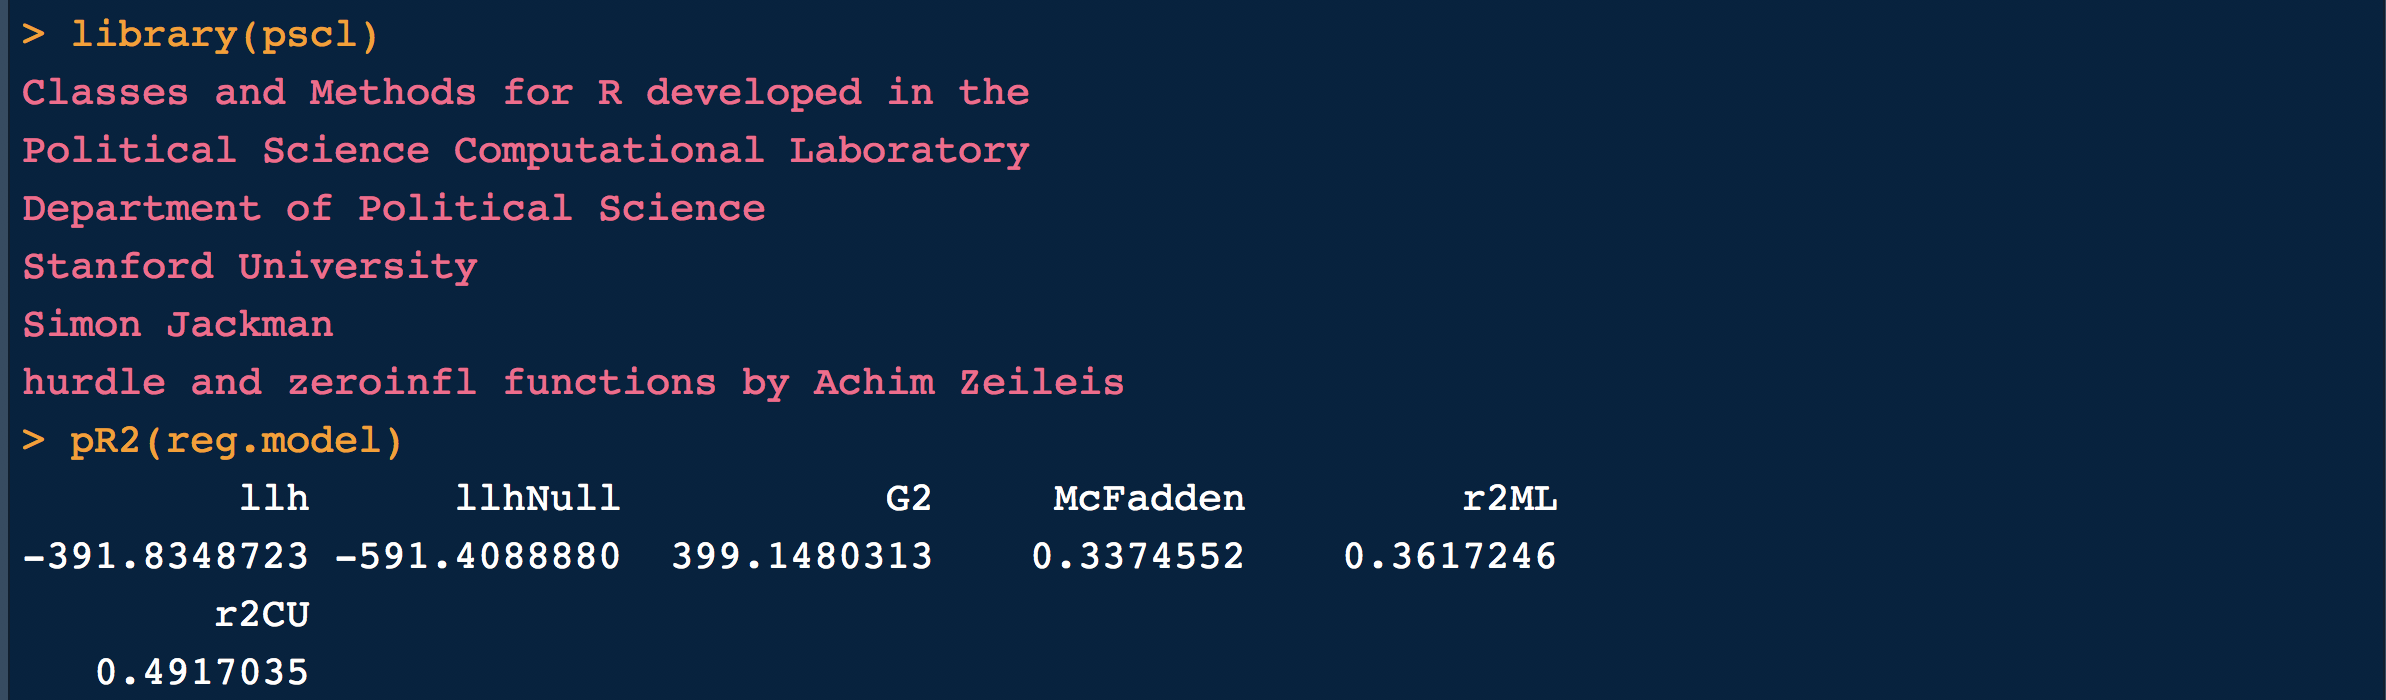 > library(pscl)
Classes and Methods for R developed in the
Political Science Computational Laboratory
Department of Political Science
Stanford University
Simon Jackman
hurdle and zeroinfl functions by Achim Zeileis
> pR2(reg.model)
         llh      llhNull           G2     McFadden         r2ML
-391.8348723 -591.4088880  399.1480313    0.3374552    0.3617246
        r2CU
   0.4917035